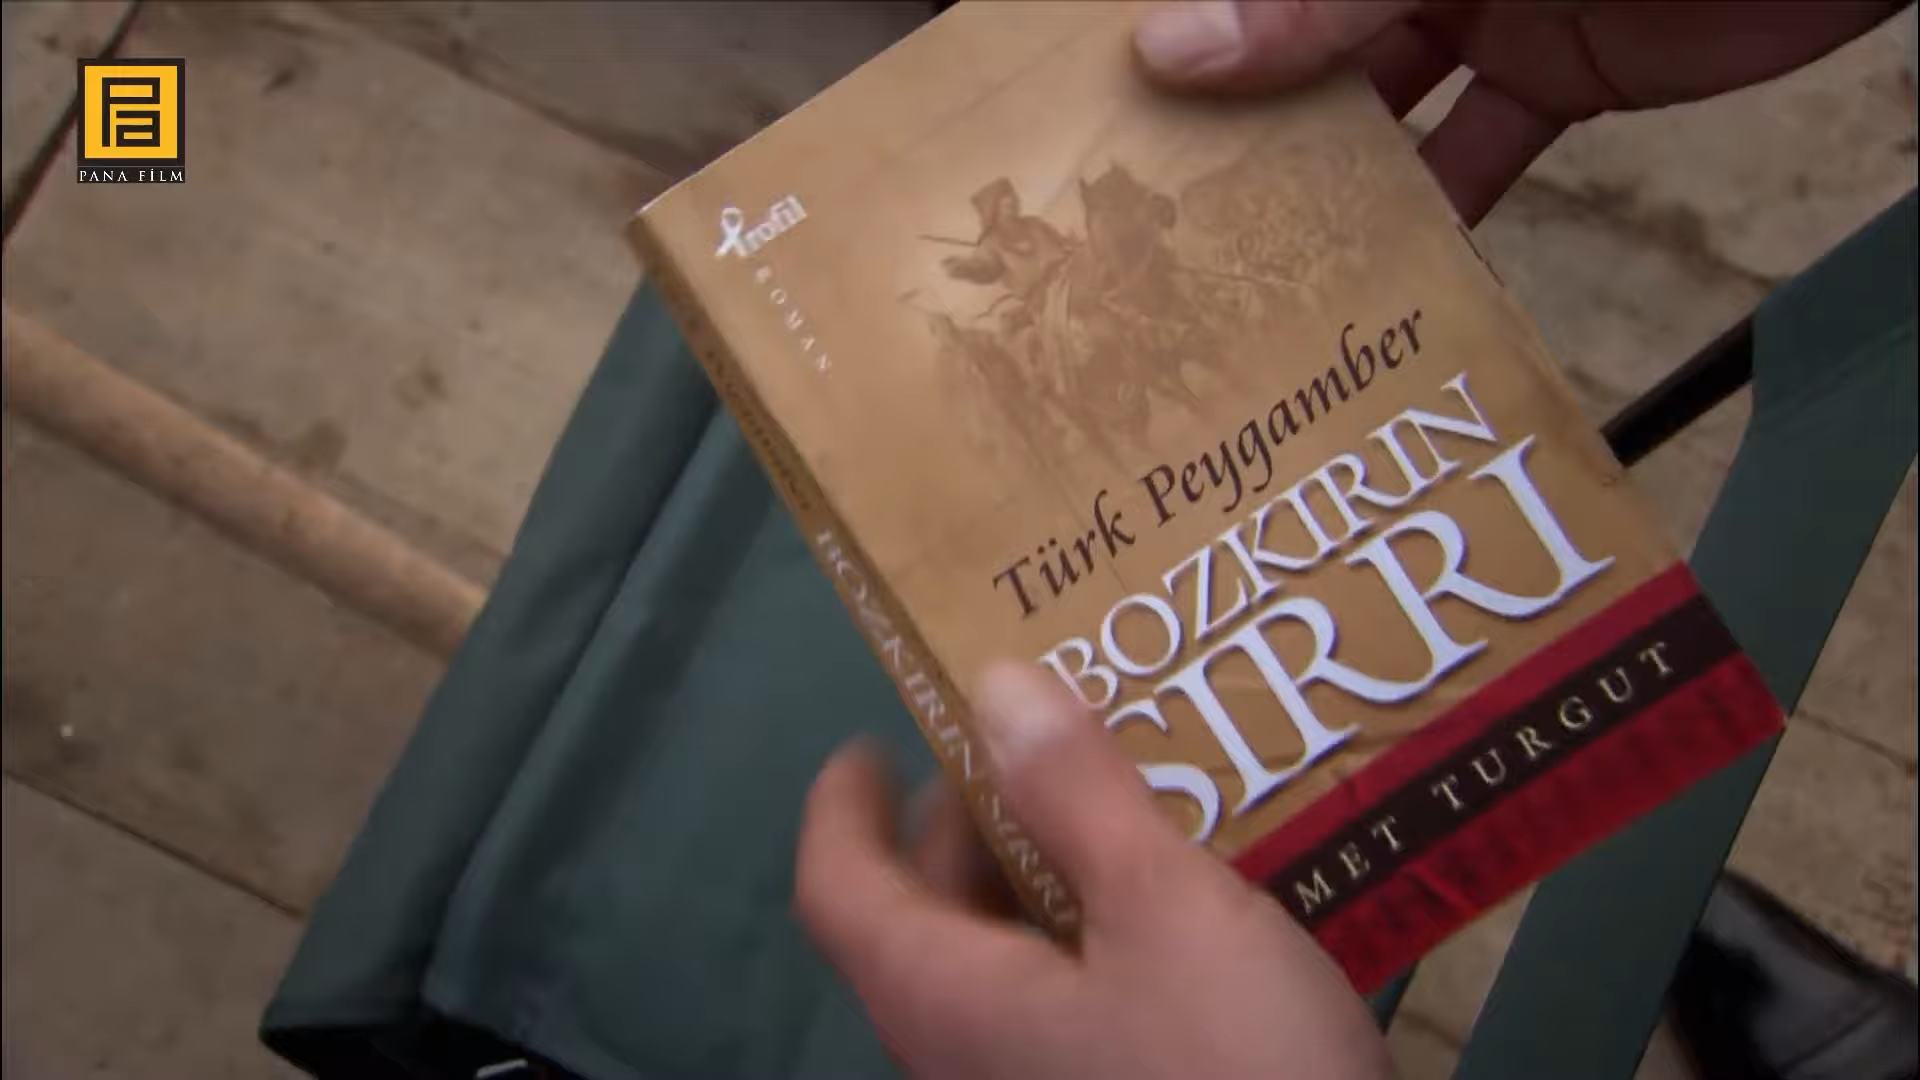 PANA FİLM
Profil
ROMAN
Türk Peygamber
BOZKIRIN
SIRRI
MET TURGUT
BOZKIRIN SIRRI